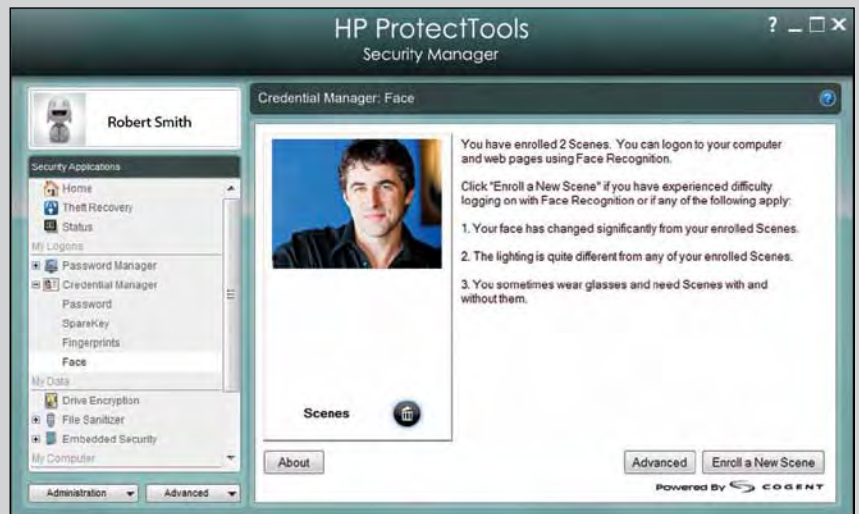 HP ProtectTools
Security Manager
?
Robert Smith
Security Applications
Home
Theft Recovery
Status
My Logons
Password Manager
Credential Manager
Password
SpareKey
Fingerprints
Face
My Data
Drive Encryption
File Sanitizer
Embedded Security
My Computer
Administration
Advanced
Credential Manager: Face
?
You have enrolled 2 Scenes. You can logon to your computer
and web pages using Face Recognition.
Click "Enroll a New Scene" if you have experienced difficulty
logging on with Face Recognition or if any of the following apply:
1. Your face has changed significantly from your enrolled Scenes.
2. The lighting is quite different from any of your enrolled Scenes.
3. You sometimes wear glasses and need Scenes with and
without them.
Scenes
About
Advanced
Enroll a New Scene
Powered By COGENT